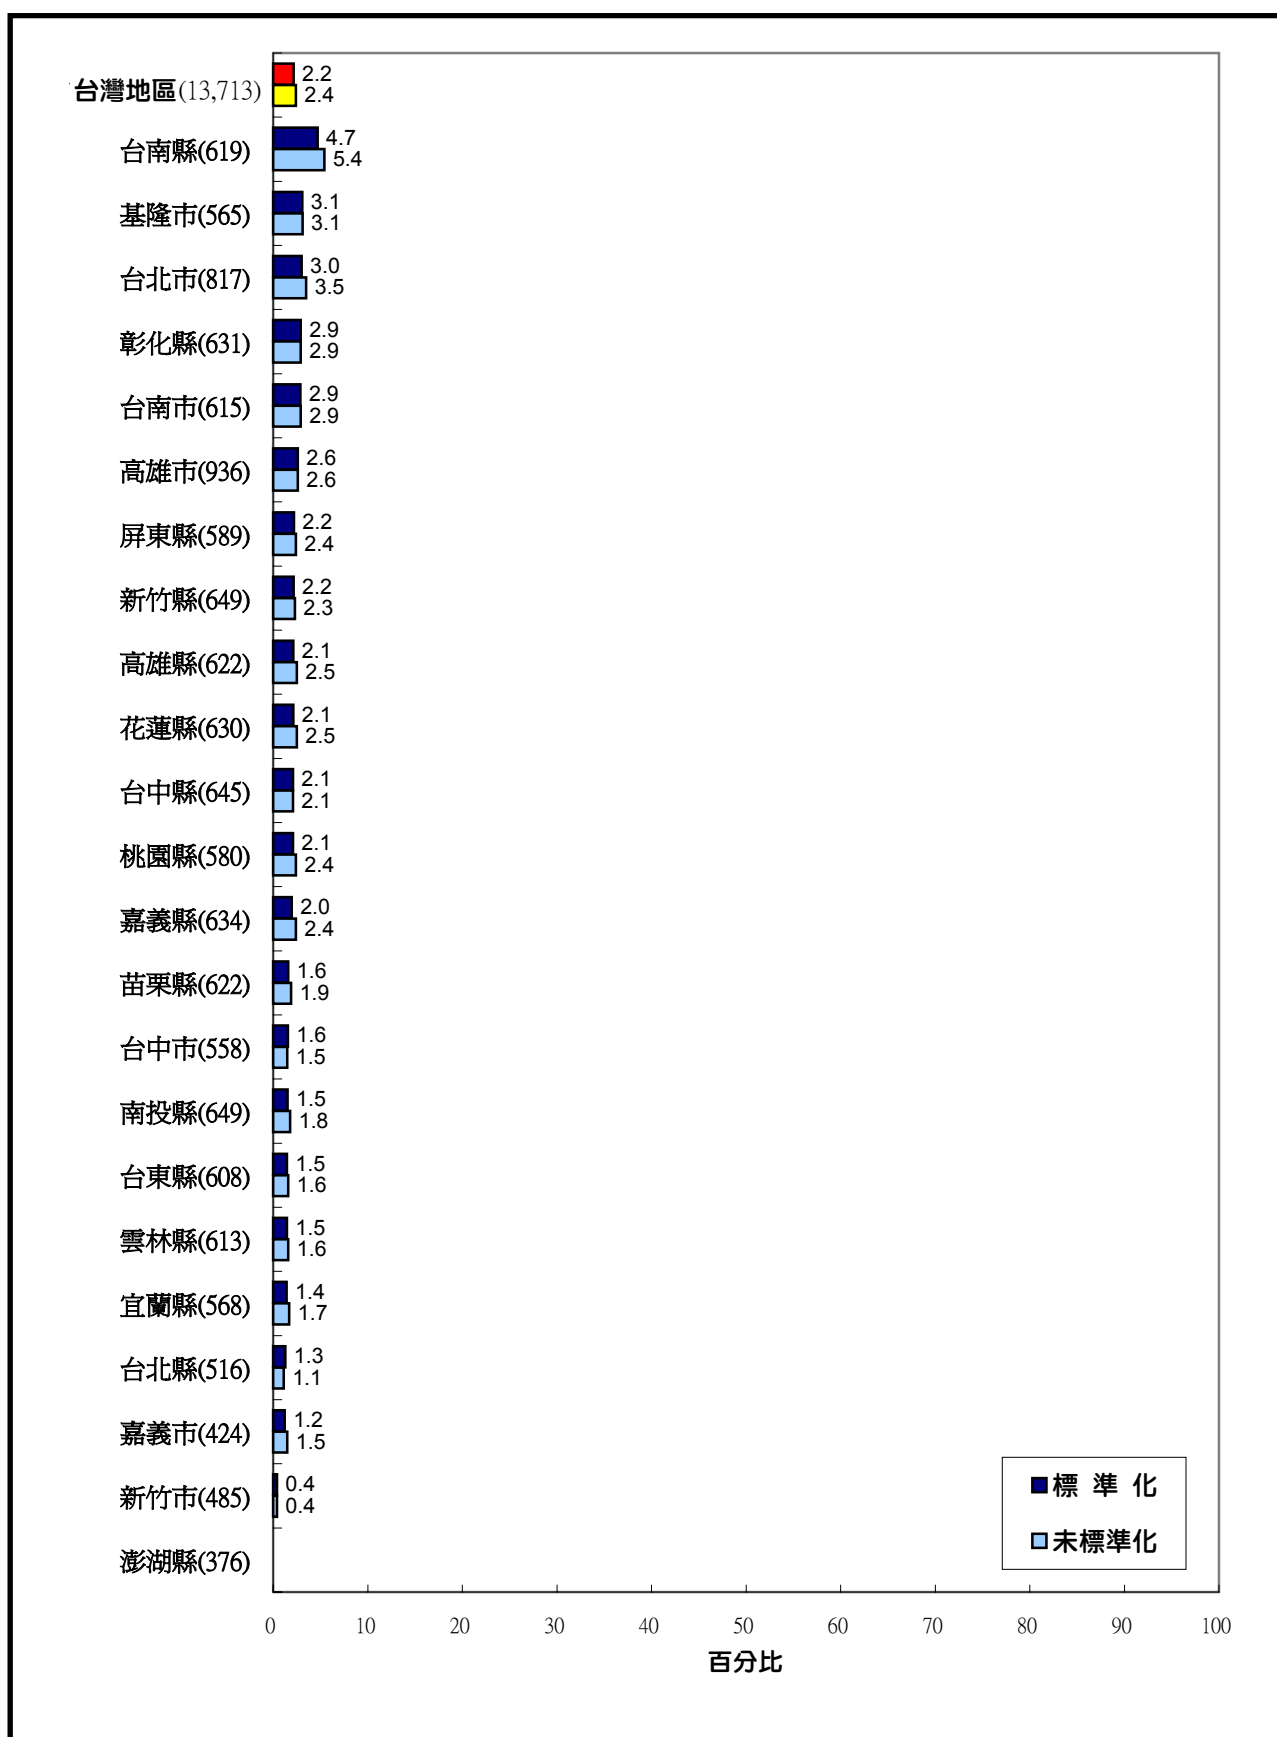 台灣地區(13,713) 2.2 2.4
台南縣(619) 4.7 5.4
基隆市(565) 3.1 3.1
台北市(817) 3.0 3.5
彰化縣(631) 2.9 2.9
台南市(615) 2.9 2.9
高雄市(936) 2.6 2.6
屏東縣(589) 2.2 2.4
新竹縣(649) 2.2 2.3
高雄縣(622) 2.1 2.5
花蓮縣(630) 2.1 2.5
台中縣(645) 2.1 2.1
桃園縣(580) 2.1 2.4
嘉義縣(634) 2.0 2.4
苗栗縣(622) 1.6 1.9
台中市(558) 1.6 1.5
南投縣(649) 1.5 1.8
台東縣(608) 1.5 1.6
雲林縣(613) 1.5 1.6
宜蘭縣(568) 1.4 1.7
台北縣(516) 1.3 1.1
嘉義市(424) 1.2 1.5
新竹市(485) 0.4 0.4
澎湖縣(376)
標 準 化
未標準化
0 10 20 30 40 50 60 70 80 90 100
百分比